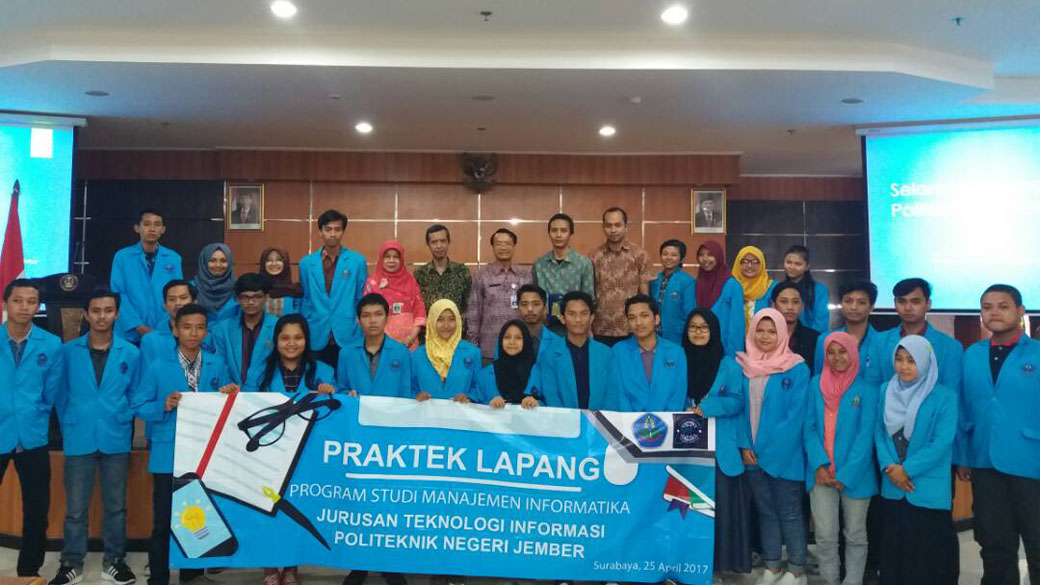 PRAKTEK LAPANG
PROGRAM STUDI MANAJEMEN INFORMATIKA
JURUSAN TEKNOLOGI INFORMASI
POLITEKNIK NEGERI JEMBER
Surabaya, 25 April 2017